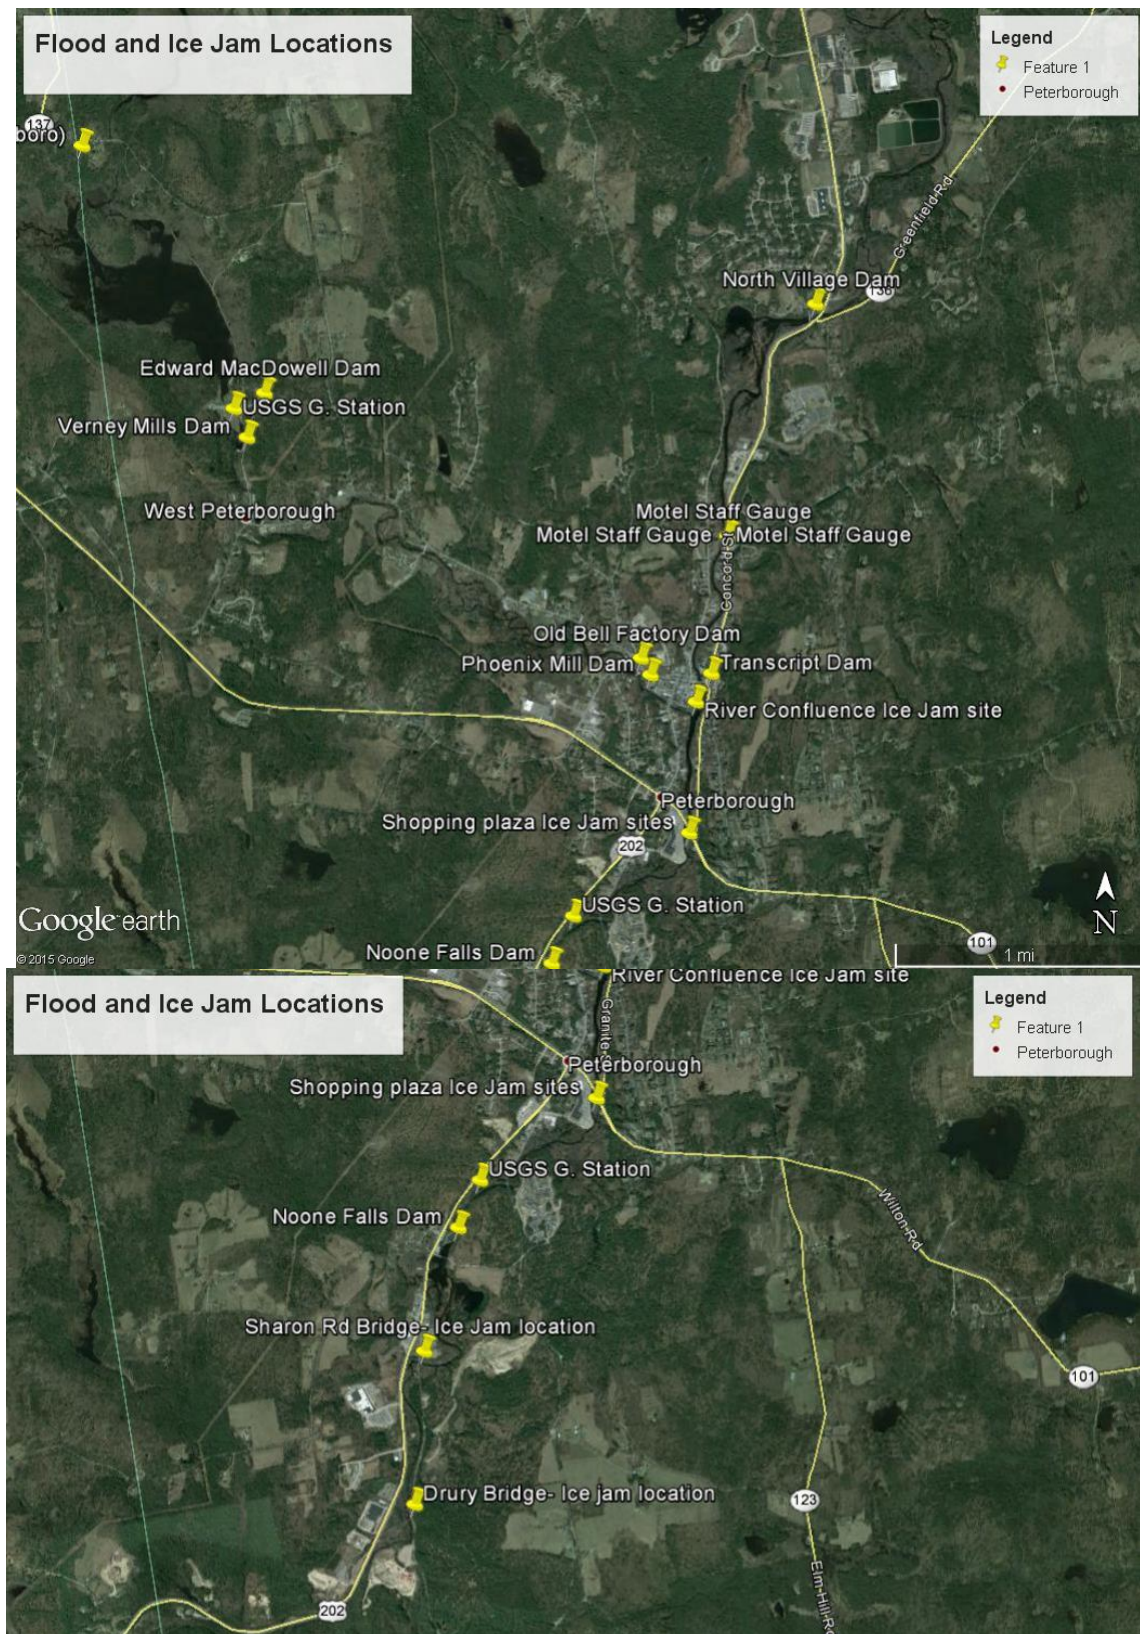 Flood and Ice Jam Locations
Legend
Feature 1
Peterborough
137
boro)
Greenfield Rd
North Village Dam
136
Edward MacDowell Dam
USGS G. Station
Verney Mills Dam
West Peterborough
Motel Staff Gauge
Motel Staff Gauge
Motel Staff Gauge
Concord St
Old Bell Factory Dam
Phoenix Mill Dam
Transcript Dam
River Confluence Ice Jam site
Peterborough
Shopping plaza Ice Jam sites
202
USGS G. Station
Noone Falls Dam
101
N
1 mi
Google earth
© 2015 Google
Flood and Ice Jam Locations
River Confluence Ice Jam site
Legend
Feature 1
Peterborough
Granite
Peterborough
Shopping plaza Ice Jam sites
USGS G. Station
Noone Falls Dam
Wilton Rd
Sharon Rd Bridge- Ice Jam location
101
Drury Bridge- Ice jam location
123
Elm Hill Rd
202